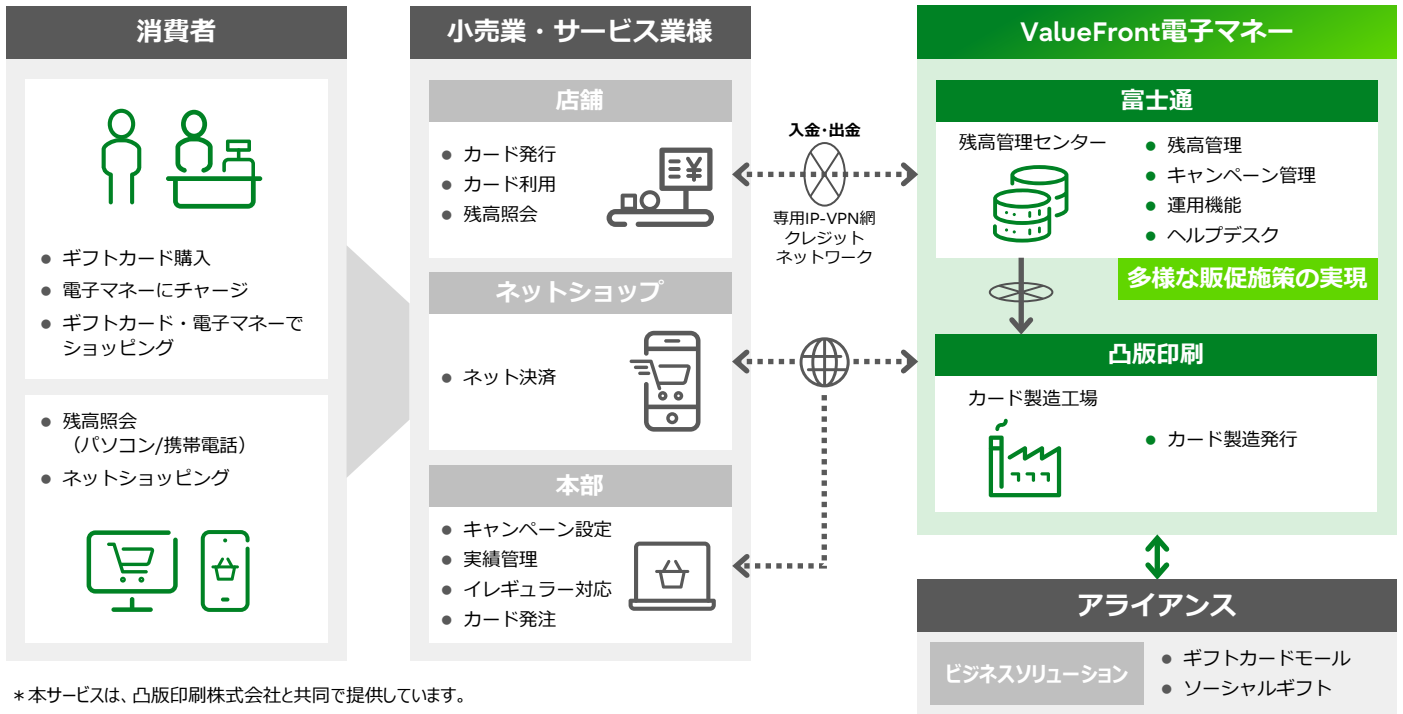 消費者
ギフトカード購入
電子マネーにチャージ
ギフトカード・電子マネーで
ショッピング
残高照会
（パソコン/携帯電話）
ネットショッピング
小売業・サービス業様
店舗
カード発行
カード利用
残高照会
ネットショップ
ネット決済
本部
キャンペーン設定
実績管理
イレギュラー対応
カード発注
入金・出金
専用IP-VPN網
クレジット
ネットワーク
ValueFront電子マネー
富士通
残高管理センター
残高管理
キャンペーン管理
運用機能
ヘルプデスク
多様な販促施策の実現
凸版印刷
カード製造工場
カード製造発行
アライアンス
ビジネスソリューション
ギフトカードモール
ソーシャルギフト
＊本サービスは、凸版印刷株式会社と共同で提供しています。